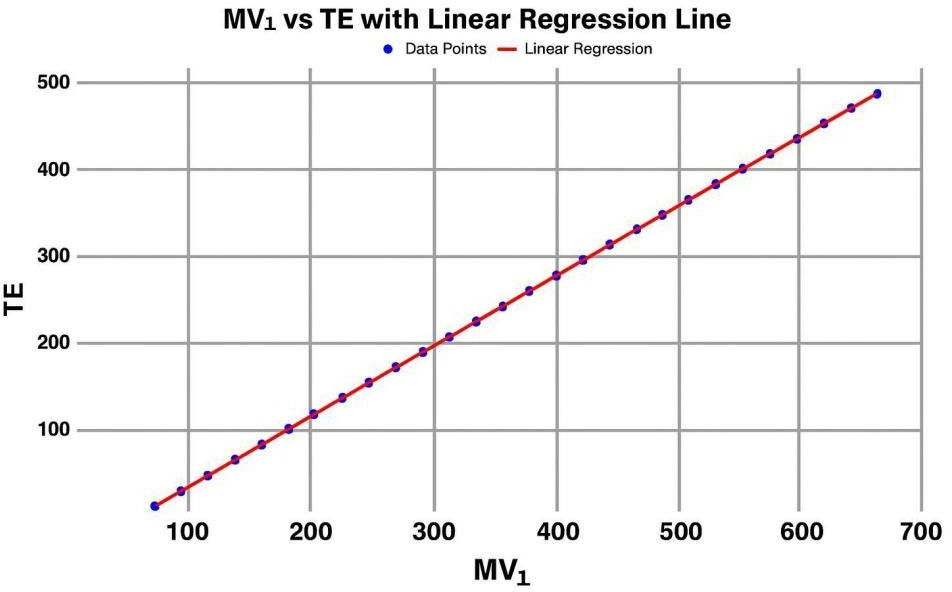 MV₁ vs TE with Linear Regression Line
Data Points Linear Regression
500
400
300
200
100
TE
100 200 300 400 500 600 700
MV₁